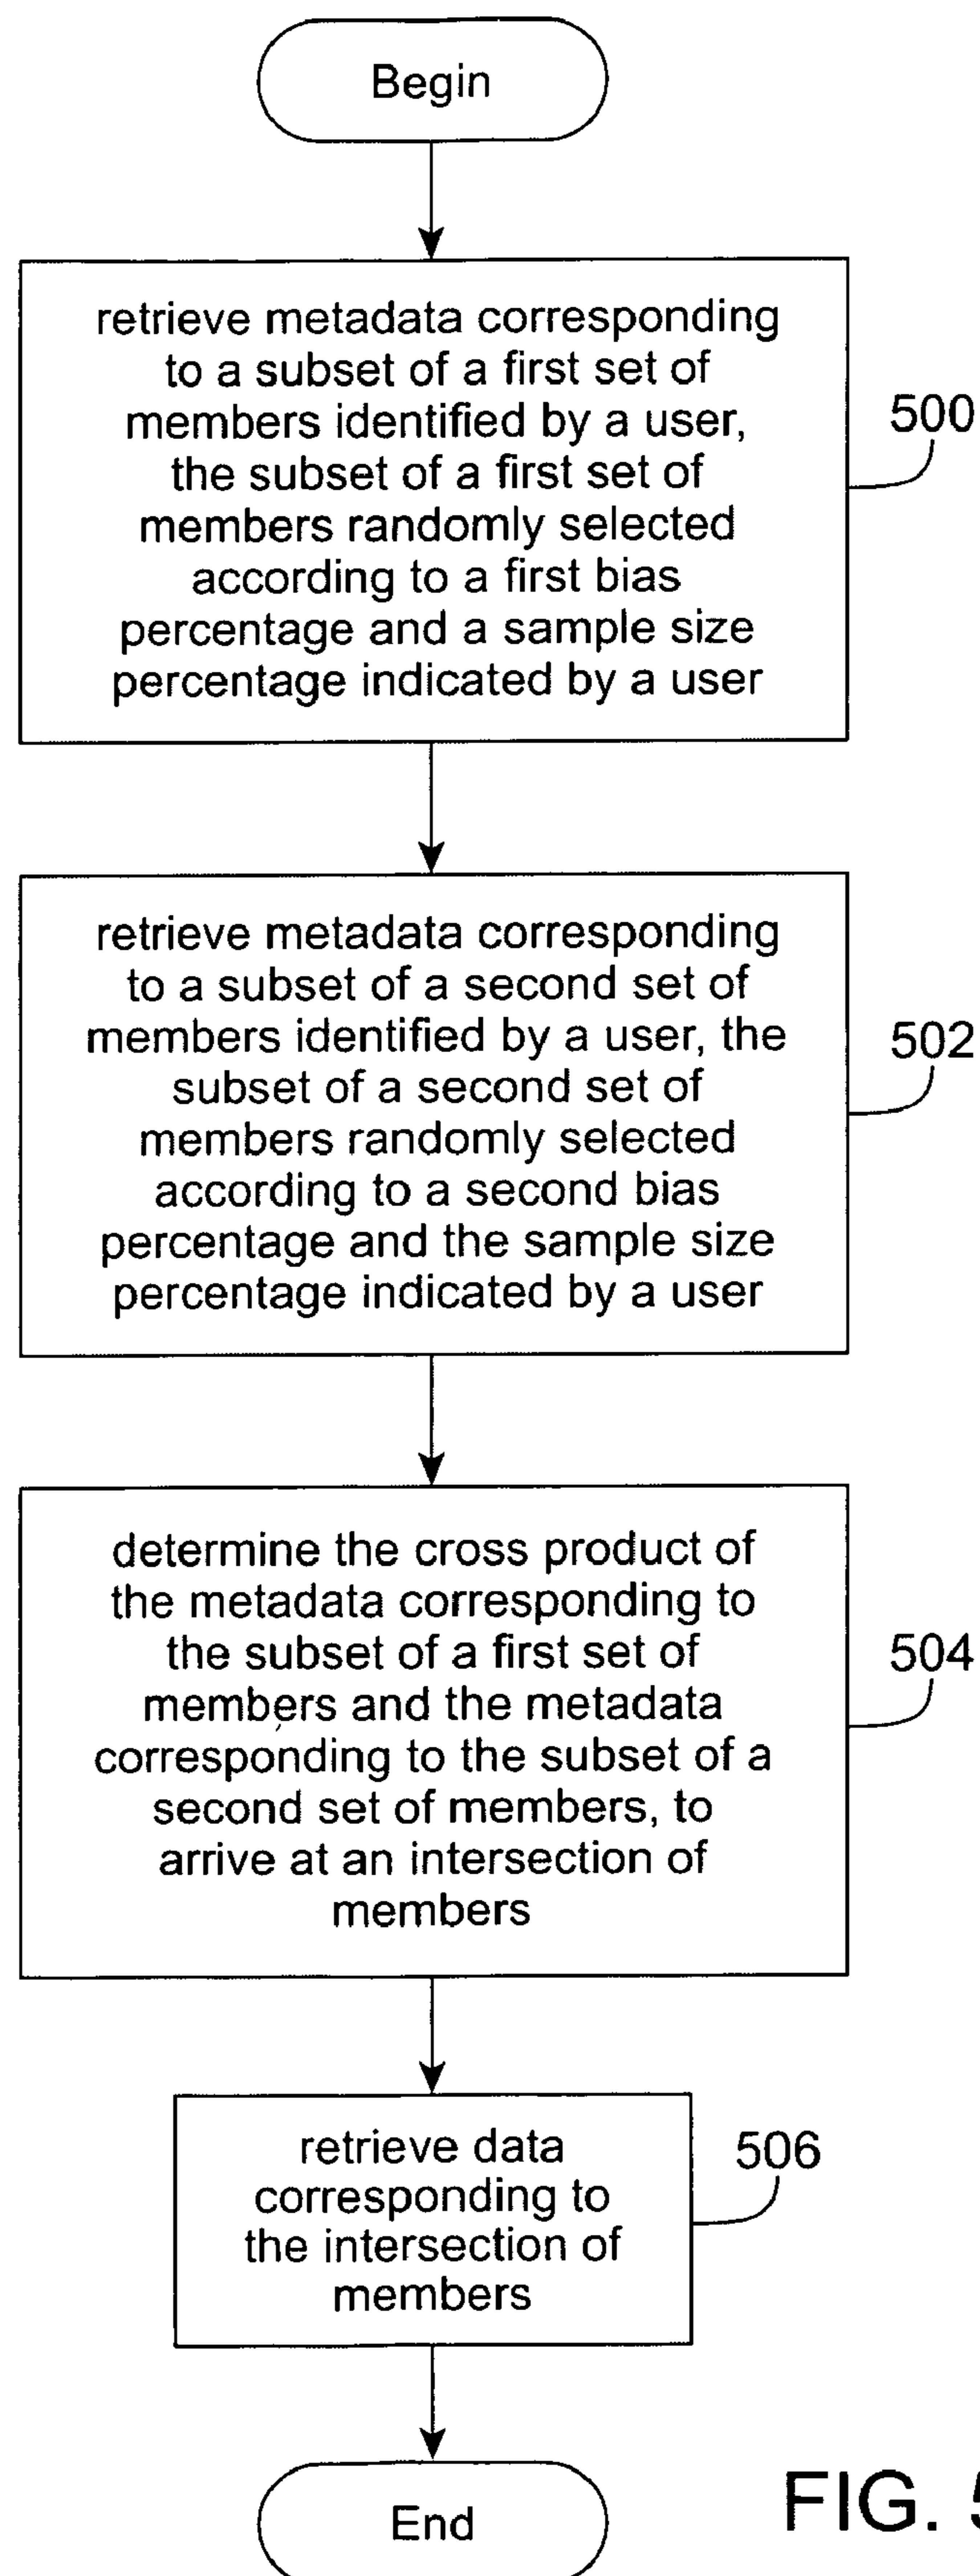 Begin
retrieve metadata corresponding
to a subset of a first set of
members identified by a user,
the subset of a first set of
members randomly selected
according to a first bias
percentage and a sample size
percentage indicated by a user
500
retrieve metadata corresponding
to a subset of a second set of
members identified by a user, the
subset of a second set of
members randomly selected
according to a second bias
percentage and the sample size
percentage indicated by a user
502
determine the cross product of
the metadata corresponding to
the subset of a first set of
members and the metadata
corresponding to the subset of a
second set of members, to
arrive at an intersection of
members
504
retrieve data
corresponding to
the intersection of
members
506
End
FIG. 5